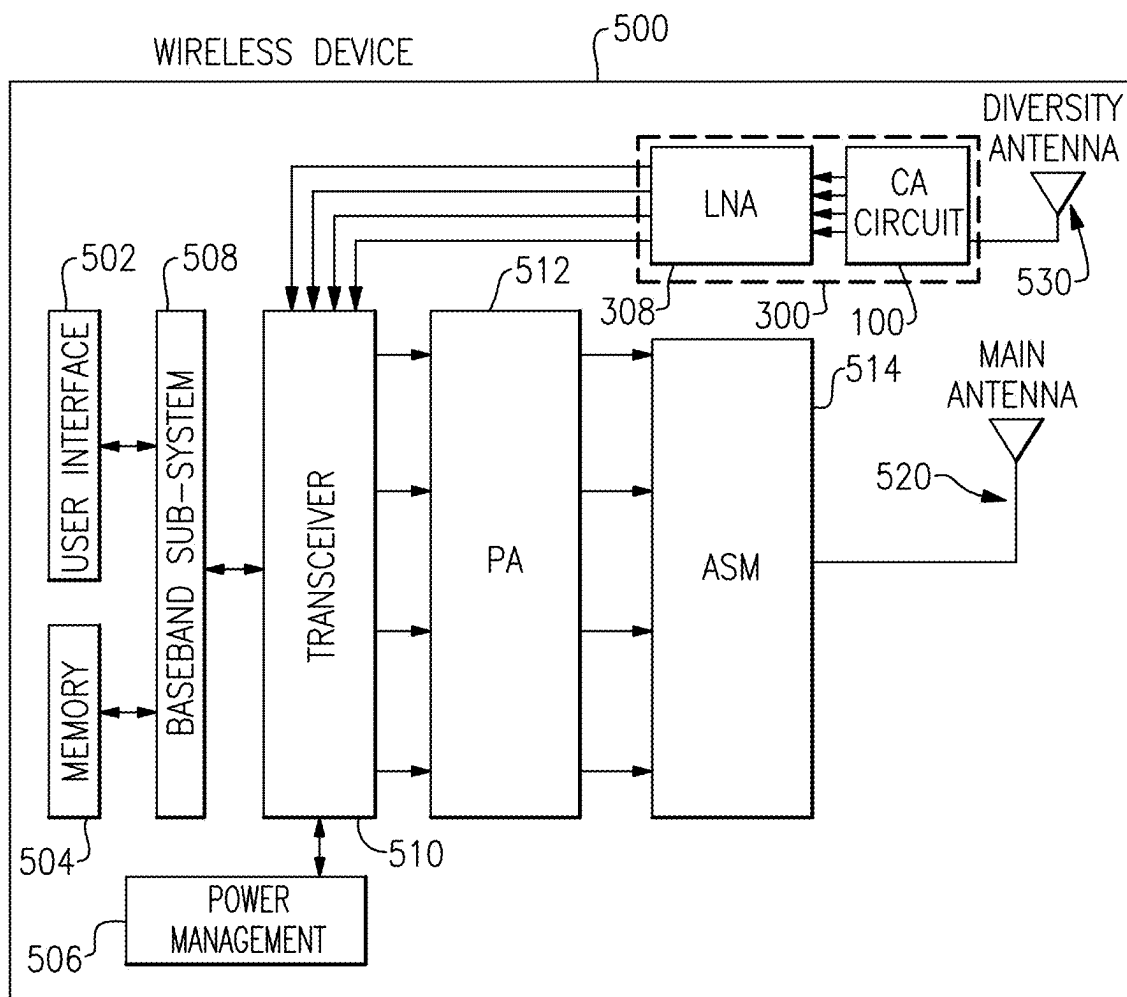 500
WIRELESS DEVICE
DIVERSITY
ANTENNA
LNA
CA
CIRCUIT
530
502
508
512
308
300
100
514
MAIN
ANTENNA
520
USER INTERFACE
BASEBAND SUB-SYSTEM
TRANSCEIVER
PA
ASM
MEMORY
504
510
POWER
MANAGEMENT
506